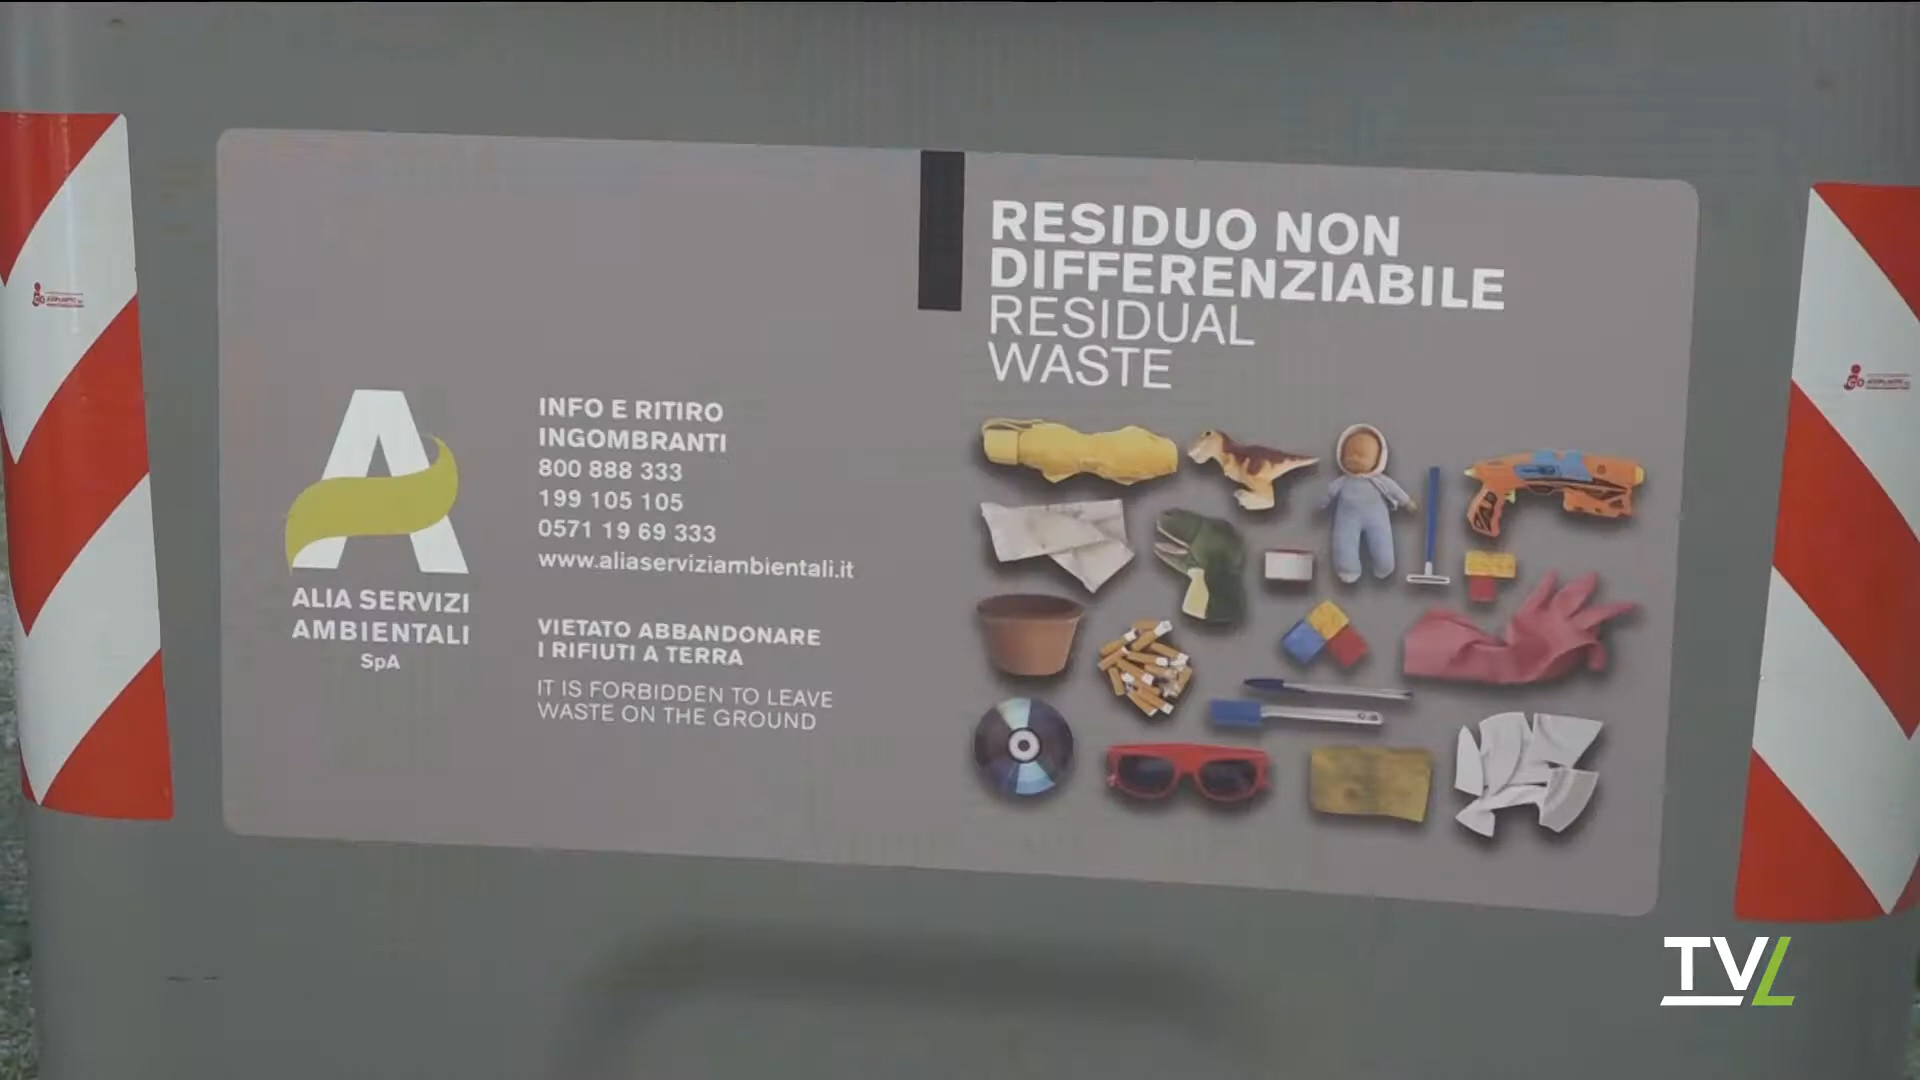 RESIDUO NON
DIFFERENZIABILE
RESIDUAL
WASTE
INFO E RITIRO
INGOMBRANTI
800 888 333
199 105 105
0571 19 69 333
www.aliaserviziambientali.it
ALIA SERVIZI
AMBIENTALI
SpA
VIETATO ABBANDONARE
I RIFIUTI A TERRA
IT IS FORBIDDEN TO LEAVE
WASTE ON THE GROUND
TVL